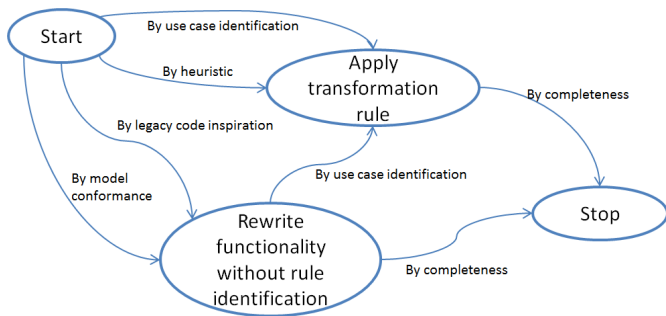 By use case identification
Start
Apply
transformation
rule
By heuristic
By completeness
By legacy code inspiration
By use case identification
By model
conformance
Stop
Rewrite
functionality
without rule
identification
By completeness